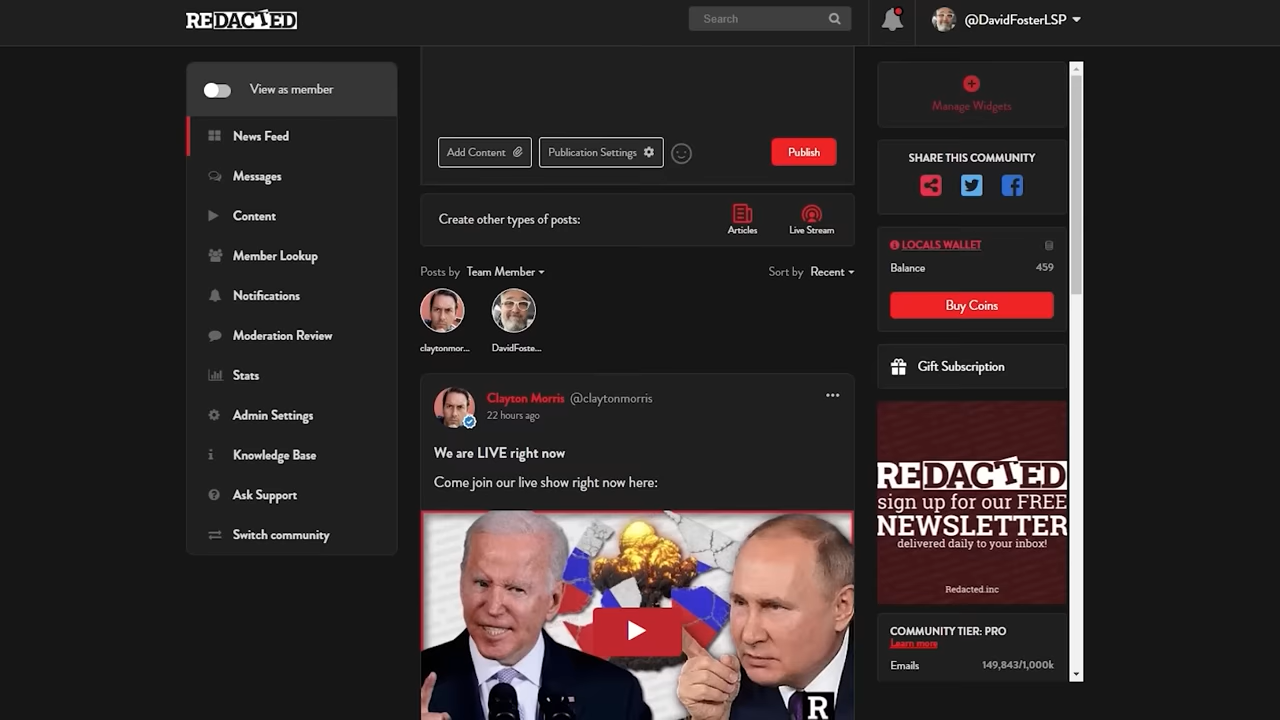 REDACTED
Search
@DavidFosterLSP
View as member
News Feed
Messages
Content
Member Lookup
Notifications
Moderation Review
Stats
Admin Settings
Knowledge Base
Ask Support
Switch community
Add Content
Publication Settings
Publish
Create other types of posts:
Articles
Live Stream
Posts by Team Member
Sort by Recent
claytonmor...
DavidFoste...
Clayton Morris @claytonmorris
22 hours ago
We are LIVE right now
Come join our live show right now here:
R
Manage Widgets
SHARE THIS COMMUNITY
LOCALS WALLET
Balance 459
Buy Coins
Gift Subscription
REDACTED
sign up for our FREE
NEWSLETTER
delivered daily to your inbox!
Redacted.inc
COMMUNITY TIER: PRO
Learn more
Emails 149,843/1,000k